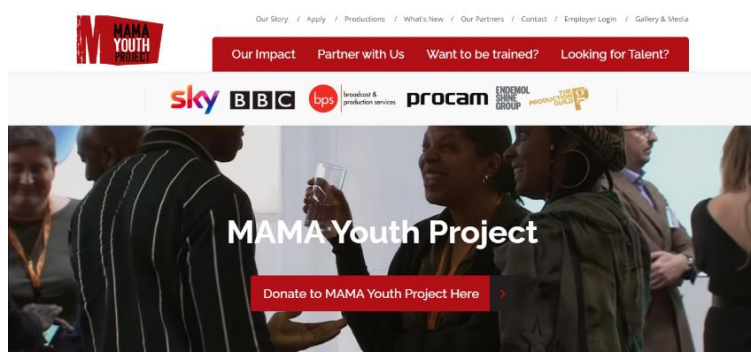 Our Story / Apply / Productions / What's New / Our Partners / Contact / Employer Login / Gallery & Media
MAMA
YOUTH
PROJECT
Our Impact Partner with Us Want to be trained? Looking for Talent?
sky BBC bps broadcast & production services procam ENDEMOL SHINE GROUP THE PRODUCTION GUILD
MAMA Youth Project
Donate to MAMA Youth Project Here >